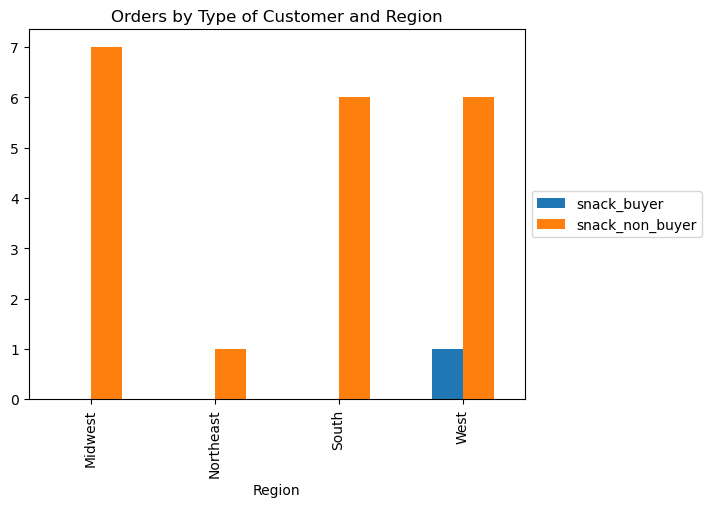 Orders by Type of Customer and Region
7
6
5
4
3
2
1
0
snack_buyer
snack_non_buyer
Midwest
Northeast
South
West
Region